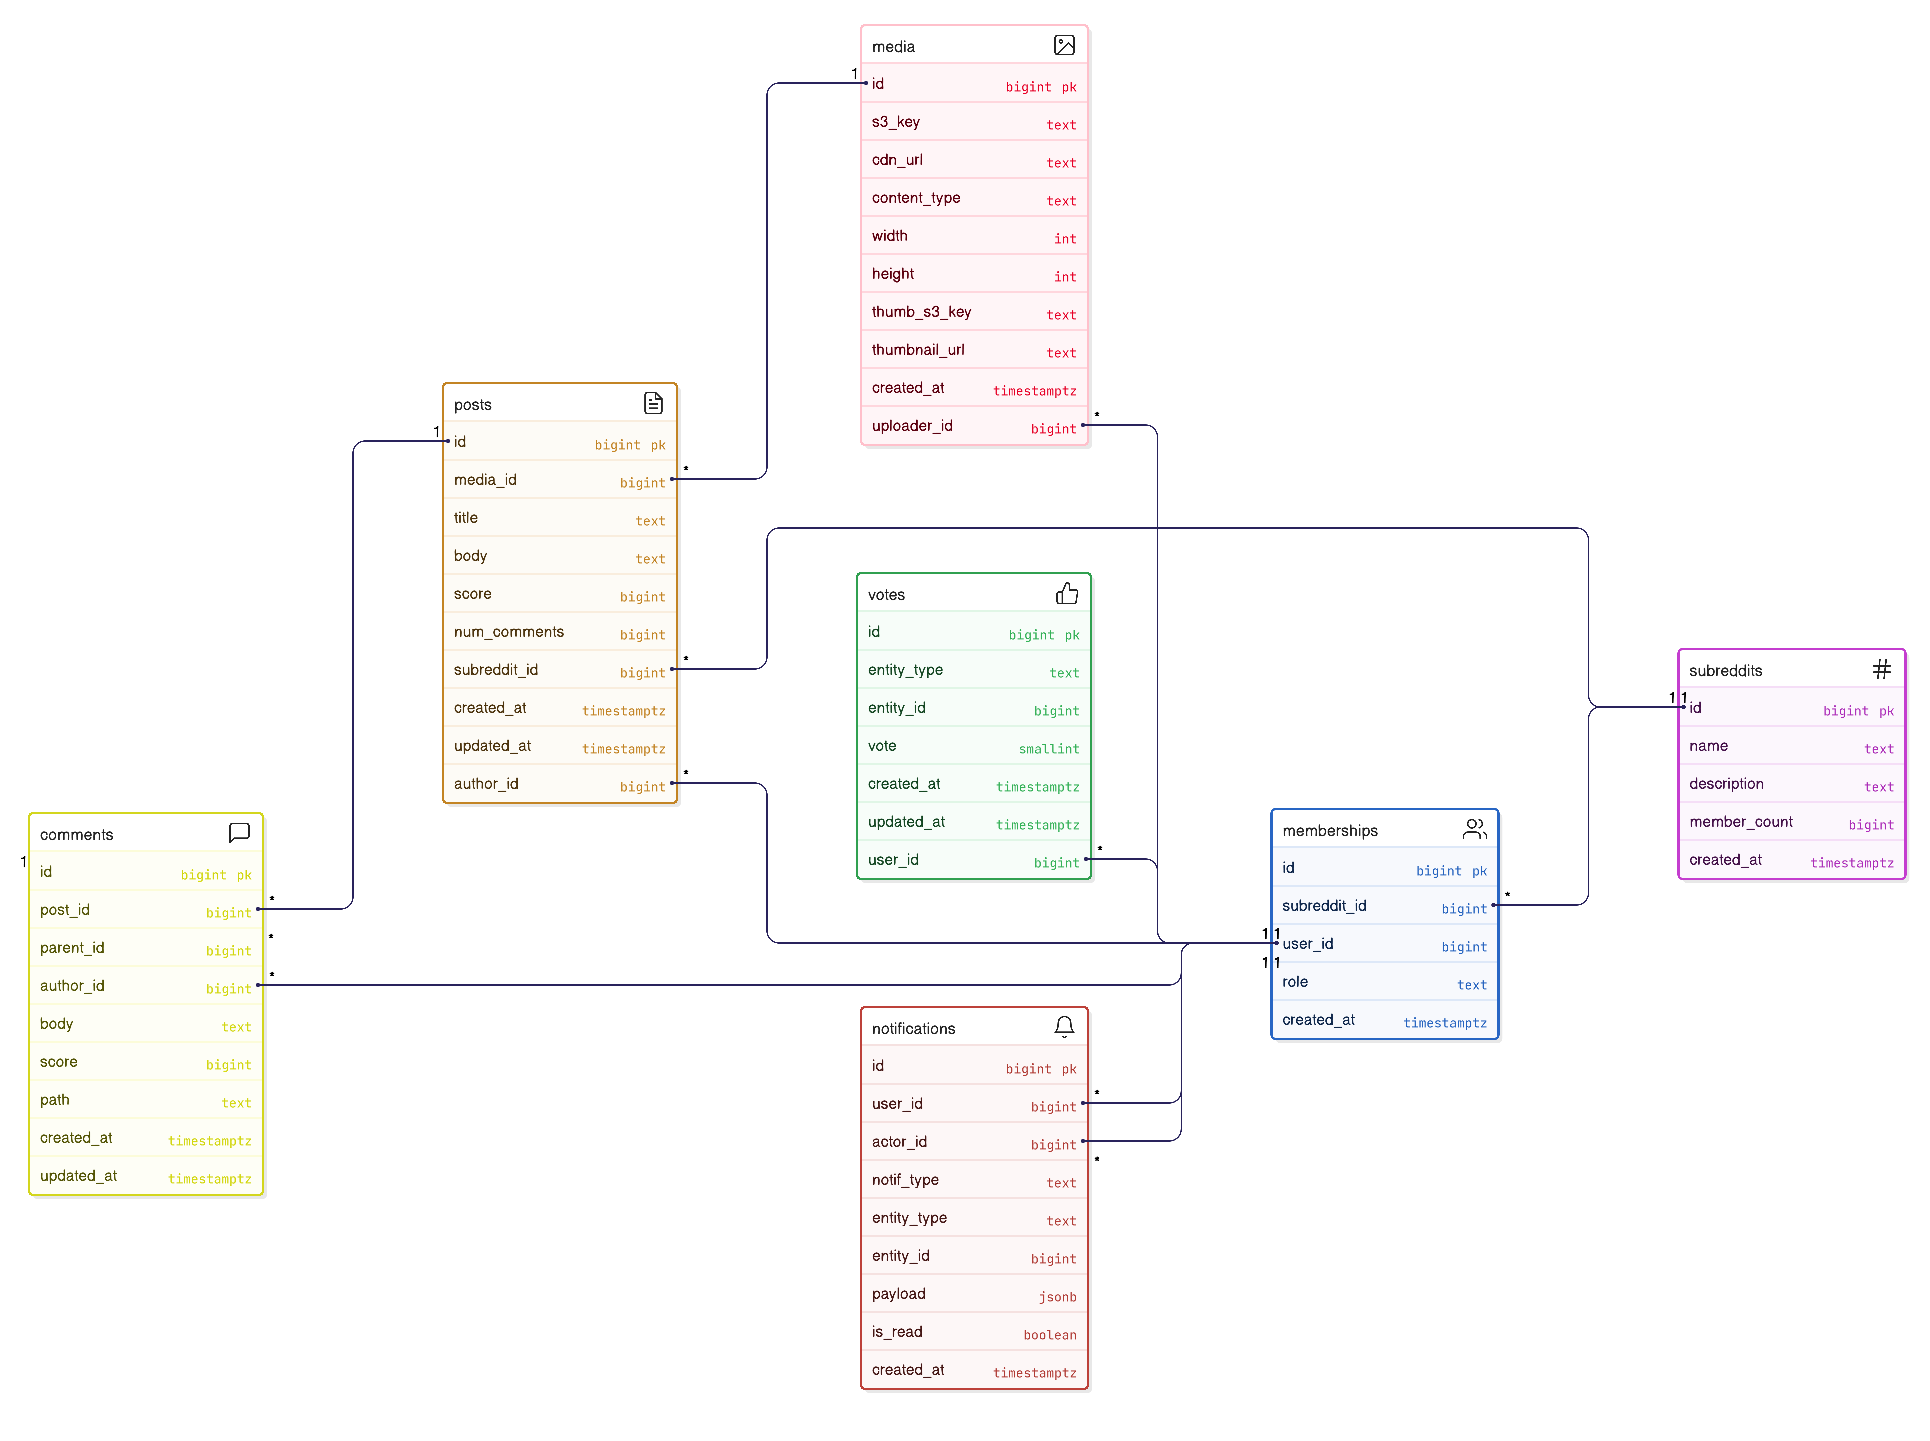 media
1
id bigint pk
s3_key text
cdn_url text
content_type text
width int
height int
thumb_s3_key text
thumbnail_url text
created_at timestamptz
uploader_id bigint
*
posts
1
id bigint pk
media_id bigint
*
title text
body text
score bigint
num_comments bigint
subreddit_id bigint
*
created_at timestamptz
updated_at timestamptz
author_id bigint
*
votes
id bigint pk
entity_type text
entity_id bigint
vote smallint
created_at timestamptz
updated_at timestamptz
user_id bigint
*
subreddits
1 1
id bigint pk
name text
description text
member_count bigint
created_at timestamptz
comments
1
id bigint pk
post_id bigint
*
parent_id bigint
*
author_id bigint
*
body text
score bigint
path text
created_at timestamptz
updated_at timestamptz
memberships
id bigint pk
subreddit_id bigint
*
1 1
user_id bigint
1 1
role text
created_at timestamptz
notifications
id bigint pk
user_id bigint
*
actor_id bigint
*
notif_type text
entity_type text
entity_id bigint
payload jsonb
is_read boolean
created_at timestamptz